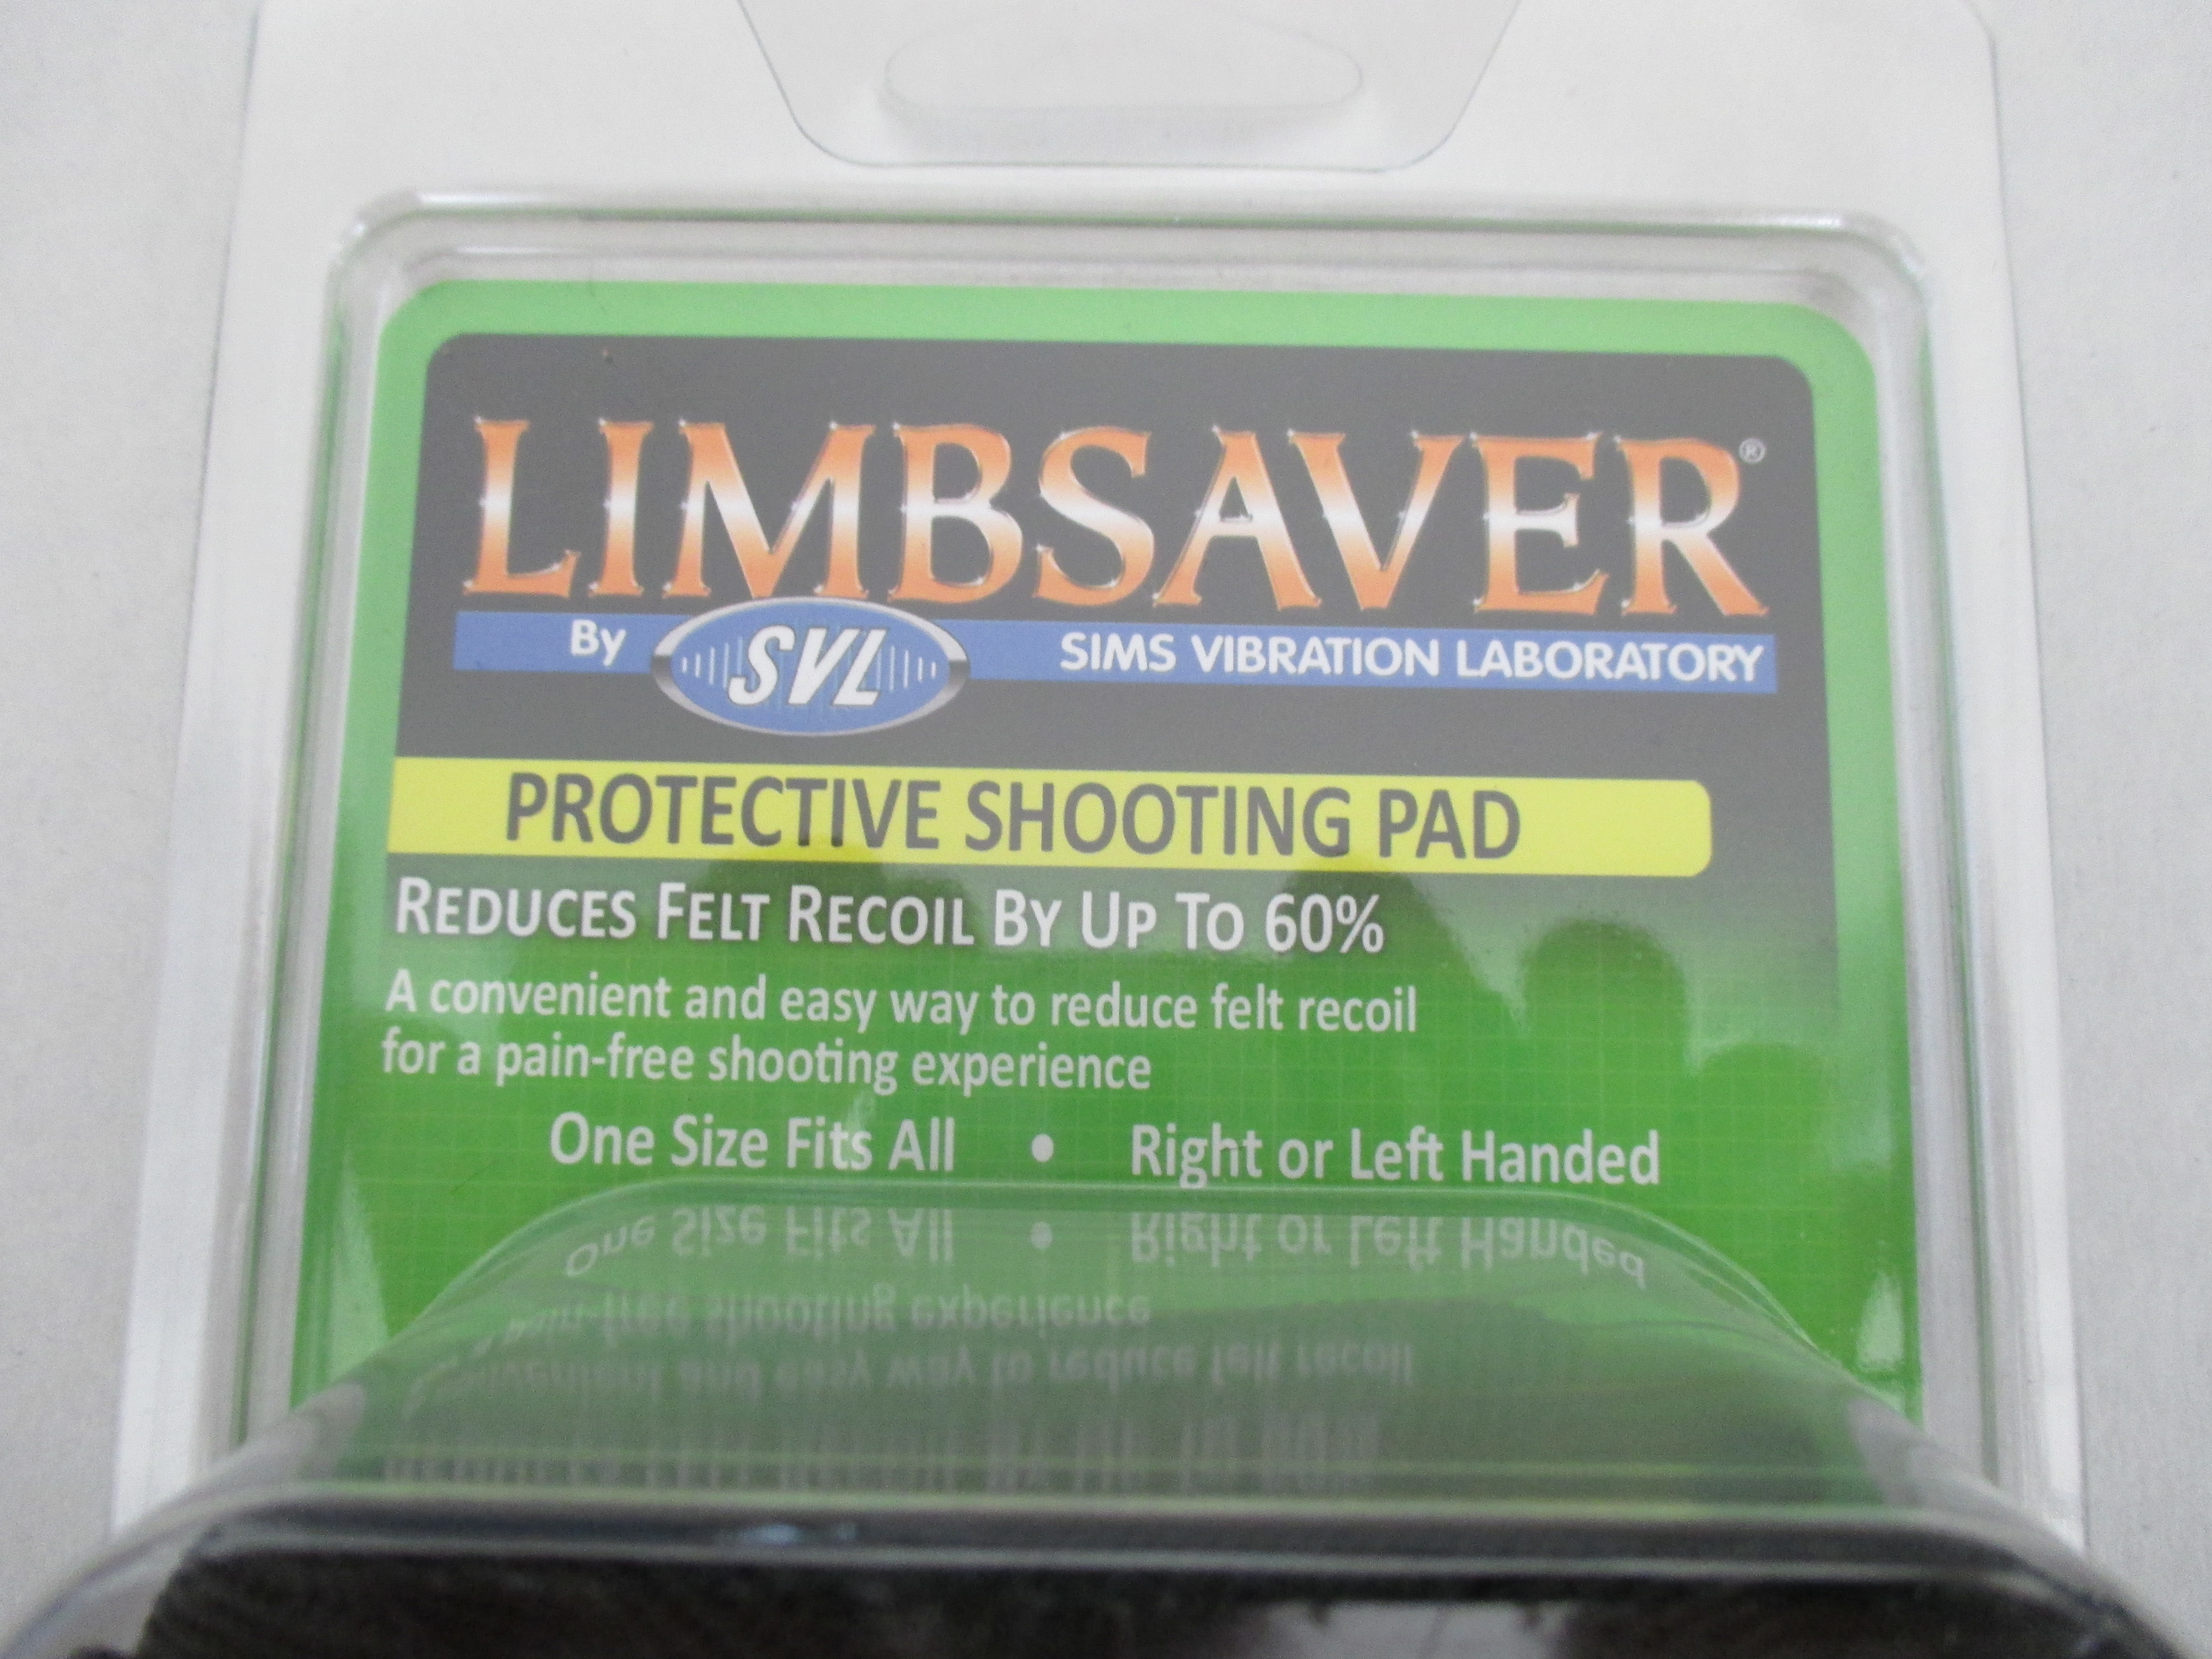 LIMBSAVER®
By SVL SIMS VIBRATION LABORATORY
PROTECTIVE SHOOTING PAD
REDUCES FELT RECOIL BY UP TO 60%
A convenient and easy way to reduce felt recoil
for a pain-free shooting experience
One Size Fits All • Right or Left Handed